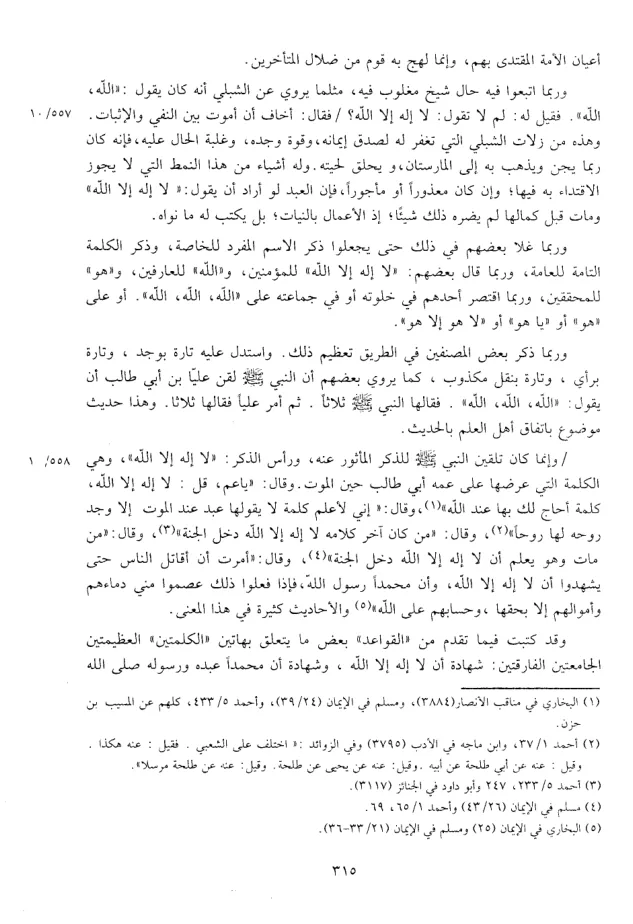 أعيان الأمة المقتدى بهم، وإنما لهج به قوم من ضلال المتأخرين.
وربما اتبعوا فيه حال شيخ مغلوب فيه، مثلما يروي عن الشبلي أنه كان يقول :«الله،
الله». فقيل له: لم لا تقول: لا إله إلا الله؟ / فقال: أخاف أن أموت بين النفي والإثبات.
١٠/٥٥٧
وهذه من زلات الشبلي التي تغفر له لصدق إيمانه،وقوة وجده، وغلبة الحال عليه،فإنه كان
ربما يجن ويذهب به إلى المارستان،و يحلق لحيته.وله أشياء من هذا النمط التي لا يجوز
الاقتداء به فيها؛ وإن كان معذوراً أو مأجوراً،فإن العبد لو أراد أن يقول:« لا إله إلا الله»
ومات قبل كمالها لم يضره ذلك شيئًا؛ إذ الأعمال بالنيات؛ بل يكتب له ما نواه.
وربما غلا بعضهم في ذلك حتى يجعلوا ذكر الاسم المفرد للخاصة، وذكر الكلمة
التامة للعامة، وربما قال بعضهم: «لا إله إلا الله» للمؤمنين، و«الله» للعارفين، و«هو»
للمحققين، وربما اقتصر أحدهم في خلوته أو في جماعته على «الله، الله، الله». أو على
«هو» أو «يا هو» أو «لا هو إلا هو».
وربما ذكر بعض المصنفين في الطريق تعظيم ذلك. واستدل عليه تارة بوجد ، وتارة
برأي ، وتارة بنقل مكذوب ، كما يروي بعضهم أن النبي ﷺ لقن عليّا بن أبي طالب أن
يقول: «الله، الله، الله» . فقالها النبي ﷺ ثلاثاً . ثم أمر علياً فقالها ثلاثا. وهذا حديث
موضوع باتفاق أهل العلم بالحديث.
/ وإنما كان تلقين النبي ﷺ للذكر المأثور عنه، ورأس الذكر: «لا إله إلا الله»، وهي
١٠/٥٥٨
الكلمة التي عرضها على عمه أبي طالب حين الموت.وقال: «ياعم، قل : لا إله إلا الله،
كلمة أحاج لك بها عند الله»(١)،وقال:« إني لأعلم كلمة لا يقولها عبد عند الموت إلا وجد
روحه لها روحاً»(٢)، وقال: «من كان آخر كلامه لا إله إلا الله دخل الجنة»(٣)، وقال:«من
مات وهو يعلم أن لا إله إلا الله دخل الجنة»(٤)، وقال:«أمرت أن أقاتل الناس حتى
يشهدوا أن لا إله إلا الله، وأن محمداً رسول الله،فإذا فعلوا ذلك عصموا مني دماءهم
وأموالهم إلا بحقها ،وحسابهم على الله»(٥) والأحاديث كثيرة في هذا المعنى.
وقد كتبت فيما تقدم من «القواعد» بعض ما يتعلق بهاتين «الكلمتين» العظيمتين
الجامعتين الفارقتين: شهادة أن لا إله إلا الله ، وشهادة أن محمداً عبده ورسوله صلى الله
(١) البخاري في مناقب الأنصار(٣٨٨٤)، ومسلم في الإيمان (٣٩/٢٤)، وأحمد ٥/ ٤٣٣، كلهم عن المسيب بن
حزن.
(٢) أحمد ١/ ٣٧، وابن ماجه في الأدب (٣٧٩٥) وفي الزوائد :« اختلف على الشعبي . فقيل : عنه هكذا .
وقيل : عنه عن أبي طلحة عن أبيه .وقيل: عنه عن يحيى عن طلحة. وقيل: عنه عن طلحة مرسلا».
(٣) أحمد ٥/ ٢٣٣، ٢٤٧ وأبو داود في الجنائز (٣١١٧).
(٤) مسلم في الإيمان (٤٣/٢٦) وأحمد ١/ ٦٥، ٦٩.
(٥) البخاري في الإيمان (٢٥) ومسلم في الإيمان (٢١/ ٣٣-٣٦).
٣١٥